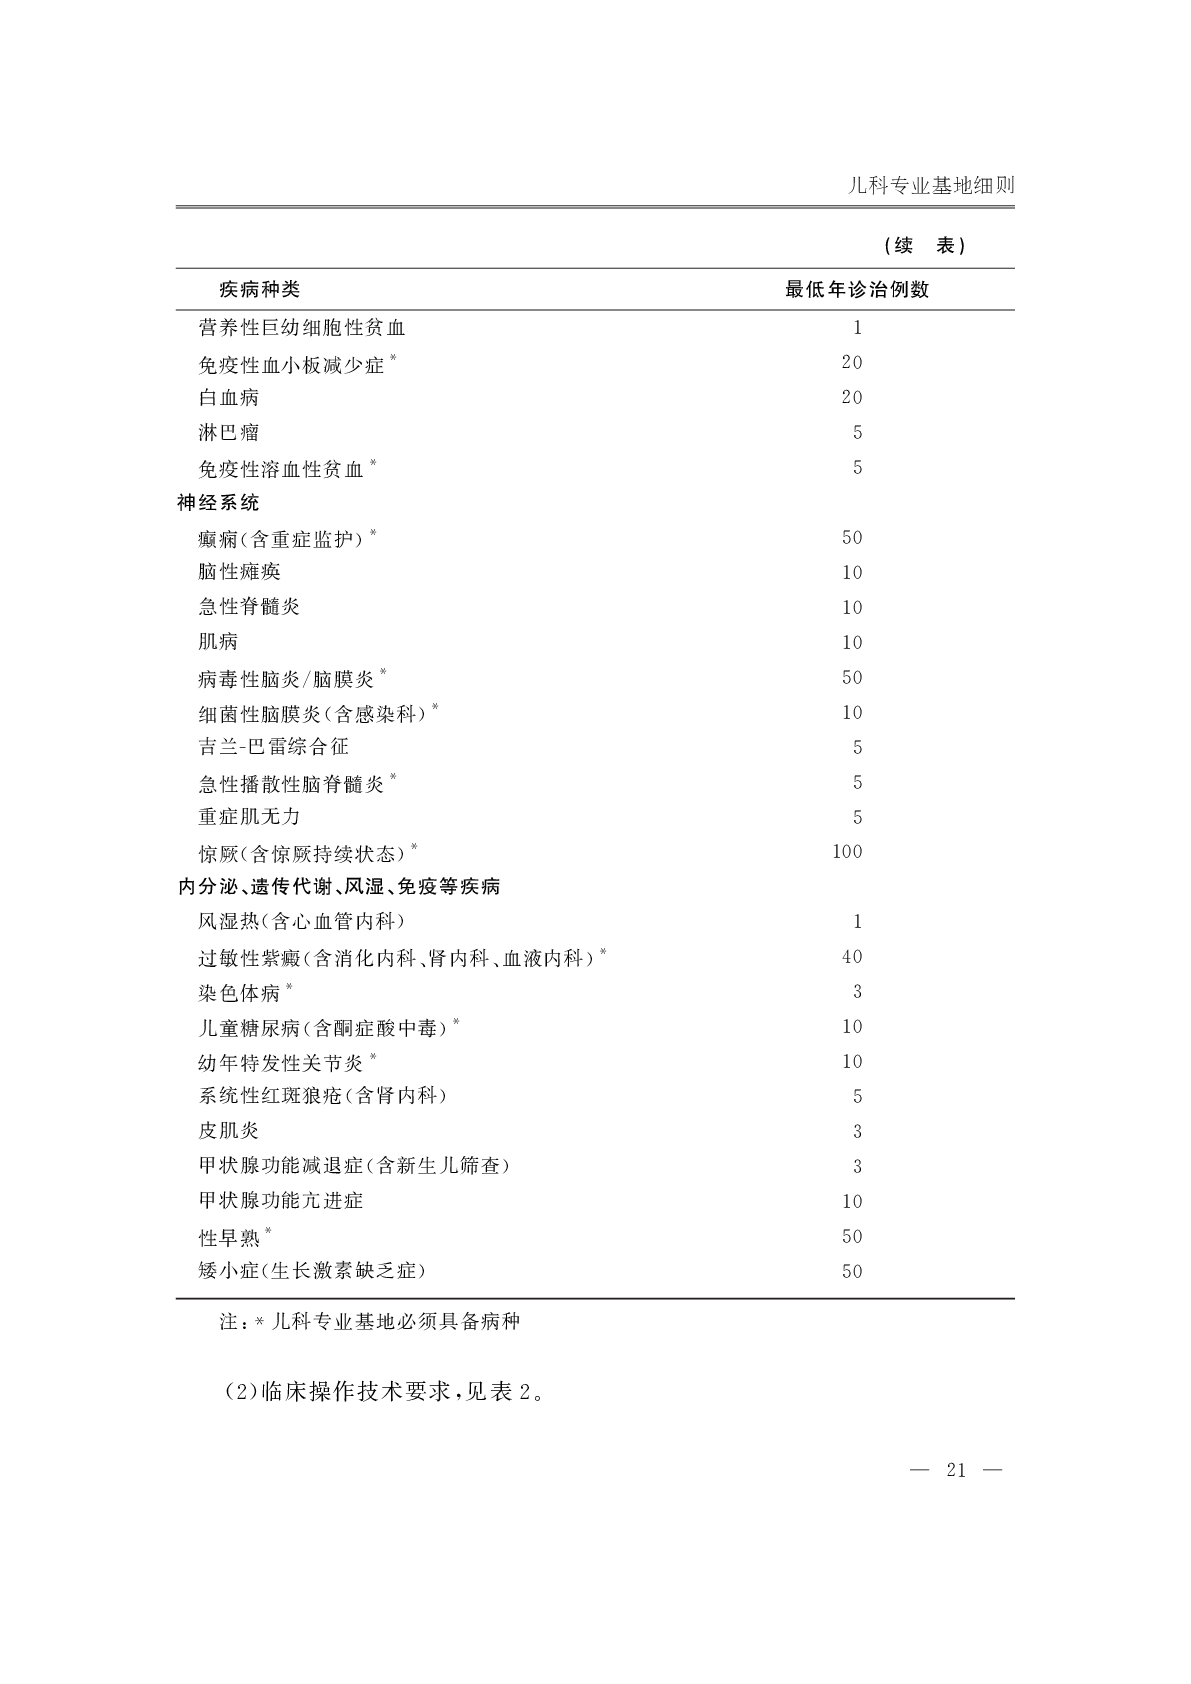 儿科专业基地细则
(续　表)
疾病种类 最低年诊治例数
营养性巨幼细胞性贫血 1
免疫性血小板减少症* 20
白血病 20
淋巴瘤 5
免疫性溶血性贫血* 5
神经系统
癫痫(含重症监护)* 50
脑性瘫痪 10
急性脊髓炎 10
肌病 10
病毒性脑炎/脑膜炎* 50
细菌性脑膜炎(含感染科)* 10
吉兰-巴雷综合征 5
急性播散性脑脊髓炎* 5
重症肌无力 5
惊厥(含惊厥持续状态)* 100
内分泌、遗传代谢、风湿、免疫等疾病
风湿热(含心血管内科) 1
过敏性紫癜(含消化内科、肾内科、血液内科)* 40
染色体病* 3
儿童糖尿病(含酮症酸中毒)* 10
幼年特发性关节炎* 10
系统性红斑狼疮(含肾内科) 5
皮肌炎 3
甲状腺功能减退症(含新生儿筛查) 3
甲状腺功能亢进症 10
性早熟* 50
矮小症(生长激素缺乏症) 50
注:* 儿科专业基地必须具备病种
(2)临床操作技术要求,见表 2。
— 21 —